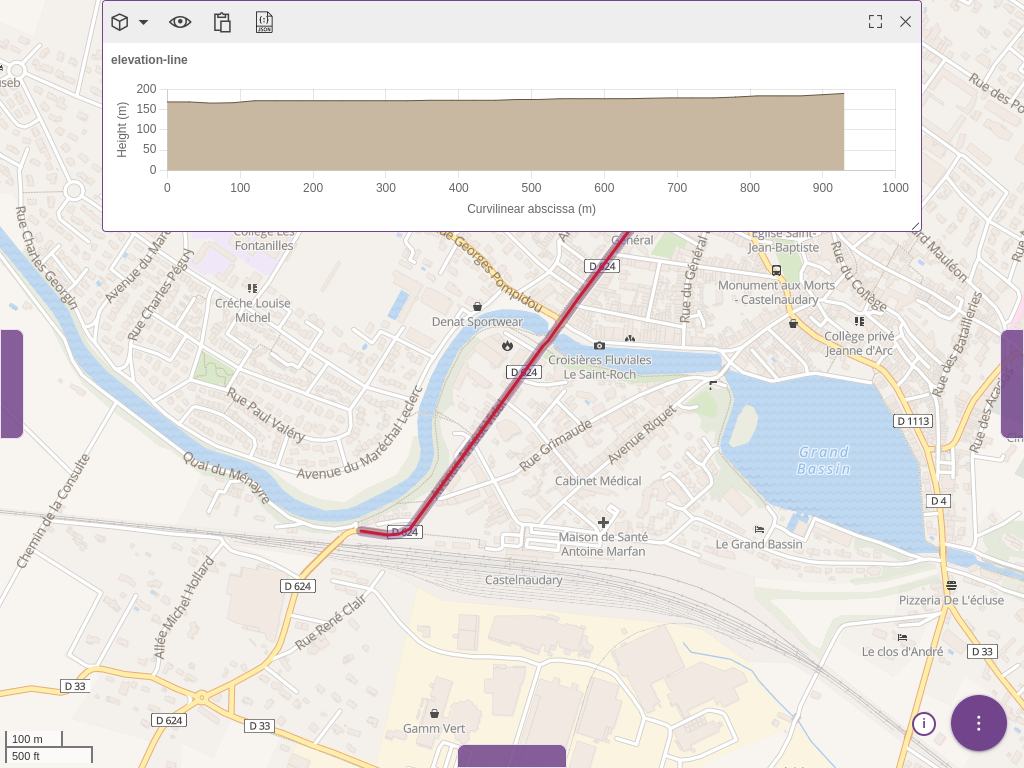 JSON
elevation-line
Height (m)
200
150
100
50
0
0
100
200
300
400
500
600
700
800
900
1000
Curvilinear abscissa (m)
Rue des
Rue Charles Georgin
Avenue du
Rue Charles Péguy
Collège Les
Fontanilles
Crèche Louise
Michel
Georges Pompidou
Général
D 624
Denat Sportwear
Rue du Général
Église Saint-
Jean-Baptiste
Monument aux Morts
- Castelnaudary
Rue du Collège
Mauléon
Collège privé
Jeanne d'Arc
Rue des Batailleries
Croisières Fluviales
Le Saint-Roch
D 624
Rue Paul Valéry
Avenue du Maréchal Leclerc
Quai du Ménayre
Chemin de la Consulte
Rue Grimaude
Avenue Riquet
Cabinet Médical
Grand
Bassin
D 1113
D 4
D 624
Maison de Santé
Antoine Marfan
Le Grand Bassin
Castelnaudary
D 624
Allée Michel Hollard
Rue René Clair
Pizzeria De L'écluse
Le clos d'André
D 33
D 33
D 624
D 33
Gamm Vert
100 m
500 ft
i